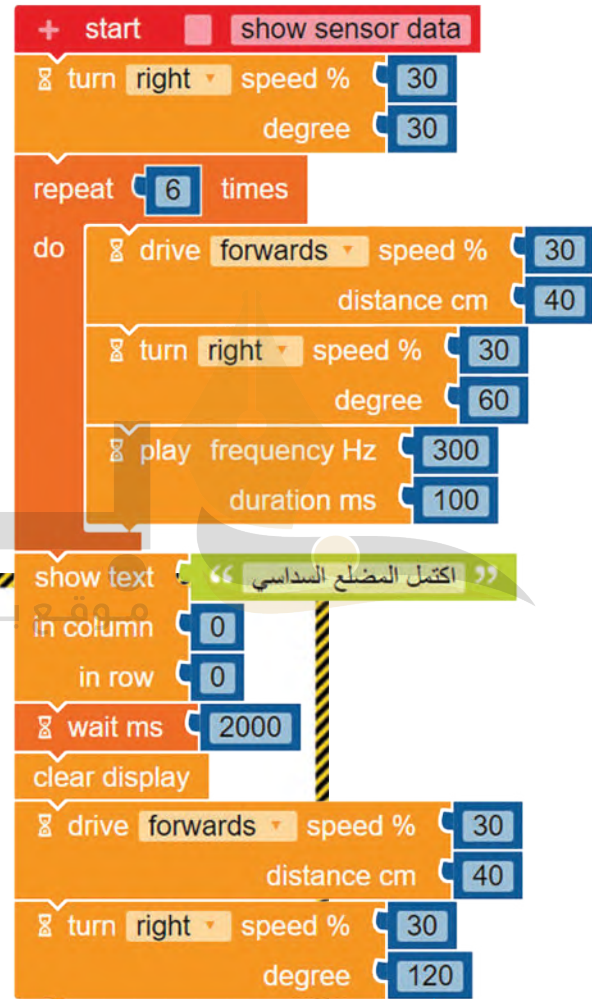 + start show sensor data
turn right speed % 30
degree 30
repeat 6 times
do drive forwards speed % 30
distance cm 40
turn right speed % 30
degree 60
play frequency Hz 300
duration ms 100
show text “ اكتمل المضلع السداسي ”
in column 0
in row 0
wait ms 2000
clear display
drive forwards speed % 30
distance cm 40
turn right speed % 30
degree 120